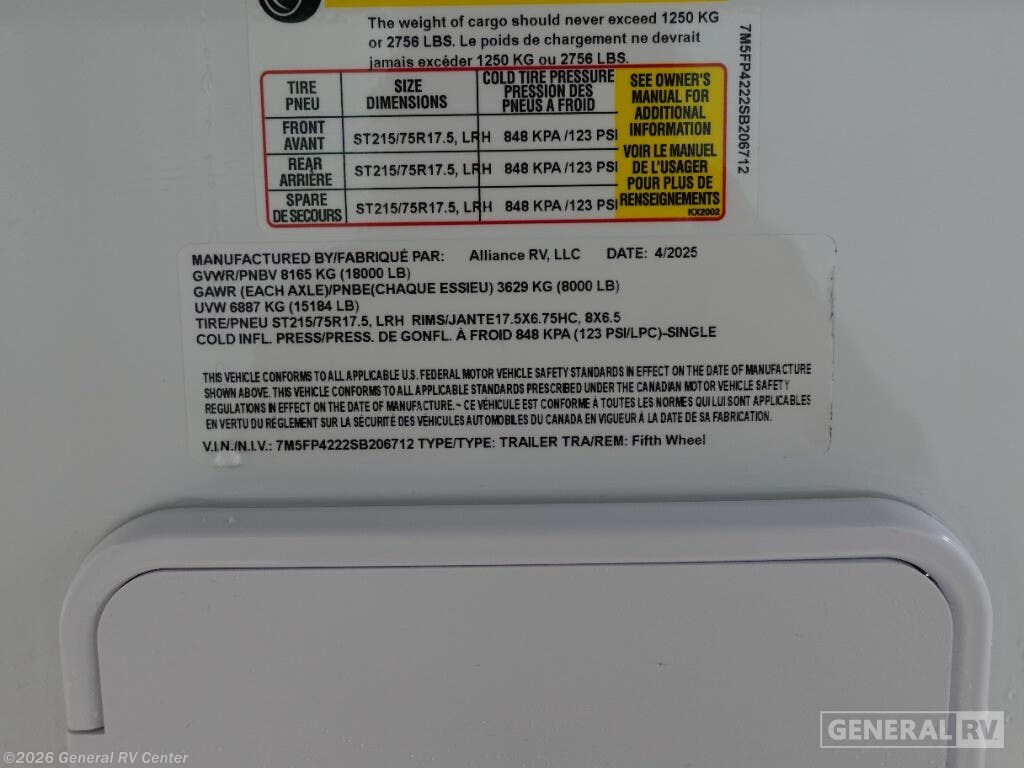 The weight of cargo should never exceed 1250 KG
or 2756 LBS. Le poids de chargement ne devrait
jamais excéder 1250 KG ou 2756 LBS.
7M5FP4222SB206712
TIRE PNEU
SIZE DIMENSIONS
COLD TIRE PRESSURE PRESSION DES PNEUS A FROID
FRONT AVANT
ST215/75R17.5, LRH 848 KPA /123 PSI
REAR ARRIÈRE
ST215/75R17.5, LRH 848 KPA /123 PSI
SPARE DE SECOURS
ST215/75R17.5, LRH 848 KPA /123 PSI
SEE OWNER'S
MANUAL FOR
ADDITIONAL
INFORMATION
VOIR LE MANUEL
DE L'USAGER
POUR PLUS DE
RENSEIGNEMENTS
KX2002
MANUFACTURED BY/FABRIQUÉ PAR: Alliance RV, LLC DATE: 4/2025
GVWR/PNBV 8165 KG (18000 LB)
GAWR (EACH AXLE)/PNBE(CHAQUE ESSIEU) 3629 KG (8000 LB)
UVW 6887 KG (15184 LB)
TIRE/PNEU ST215/75R17.5, LRH RIMS/JANTE17.5X6.75HC, 8X6.5
COLD INFL. PRESS/PRESS. DE GONFL. À FROID 848 KPA (123 PSI/LPC)-SINGLE
THIS VEHICLE CONFORMS TO ALL APPLICABLE U.S. FEDERAL MOTOR VEHICLE SAFETY STANDARDS IN EFFECT ON THE DATE OF MANUFACTURE
SHOWN ABOVE. THIS VEHICLE CONFORMS TO ALL APPLICABLE STANDARDS PRESCRIBED UNDER THE CANADIAN MOTOR VEHICLE SAFETY
REGULATIONS IN EFFECT ON THE DATE OF MANUFACTURE. ~ CE VÉHICULE EST CONFORME À TOUTES LES NORMES QUI LUI SONT APPLICABLES
EN VERTU DU RÈGLEMENT SUR LA SÉCURITÉ DES VÉHICULES AUTOMOBILES DU CANADA EN VIGUEUR À LA DATE DE SA FABRICATION.
V.I.N./N.I.V.: 7M5FP4222SB206712 TYPE/TYPE: TRAILER TRA/REM: Fifth Wheel
GENERAL RV
©2026 General RV Center